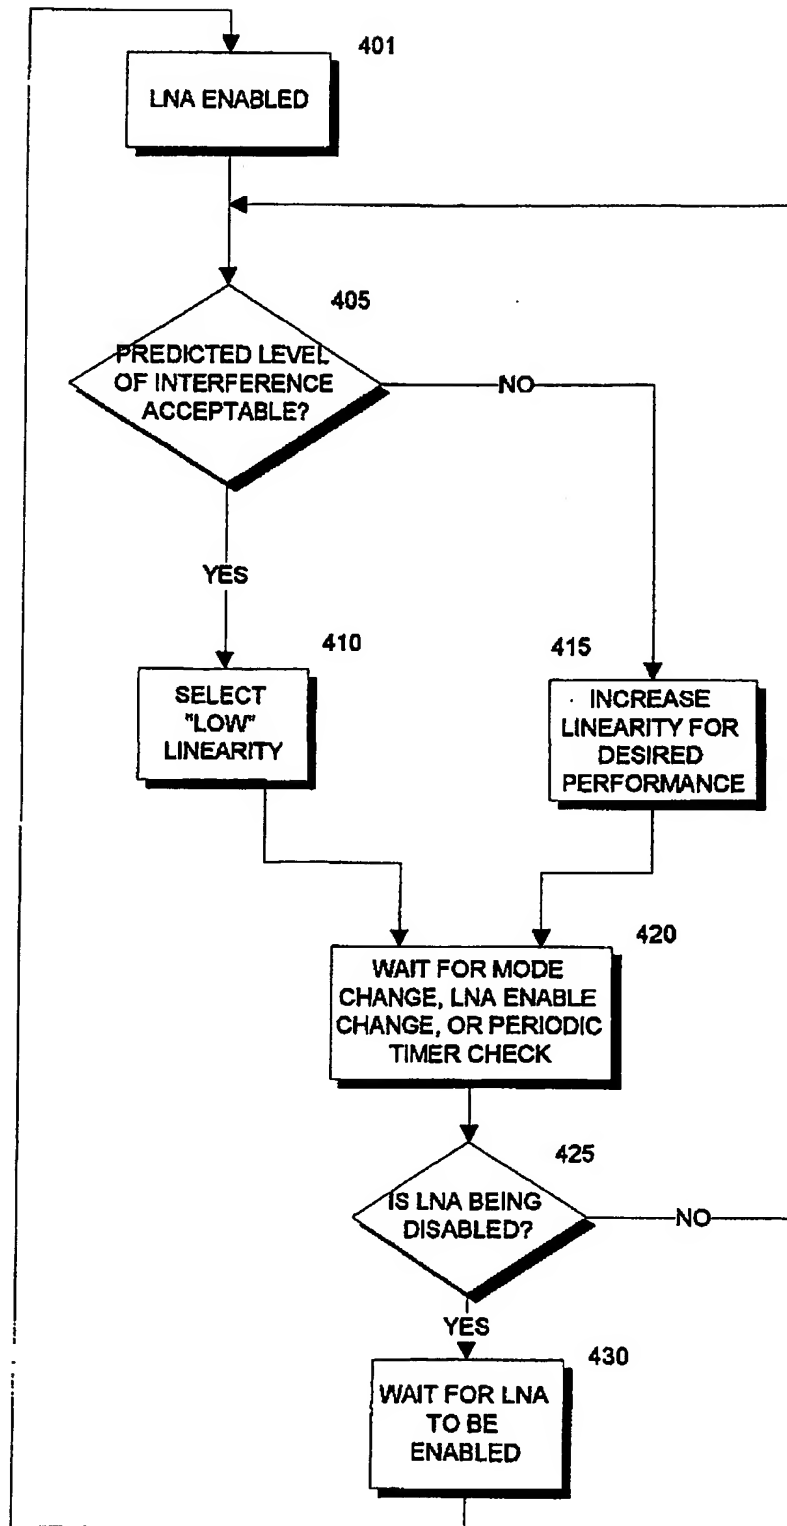 401
LNA ENABLED
405
PREDICTED LEVEL
OF INTERFERENCE
ACCEPTABLE?
NO
YES
410
SELECT
"LOW"
LINEARITY
415
INCREASE
LINEARITY FOR
DESIRED
PERFORMANCE
420
WAIT FOR MODE
CHANGE, LNA ENABLE
CHANGE, OR PERIODIC
TIMER CHECK
425
IS LNA BEING
DISABLED?
NO
YES
430
WAIT FOR LNA
TO BE
ENABLED